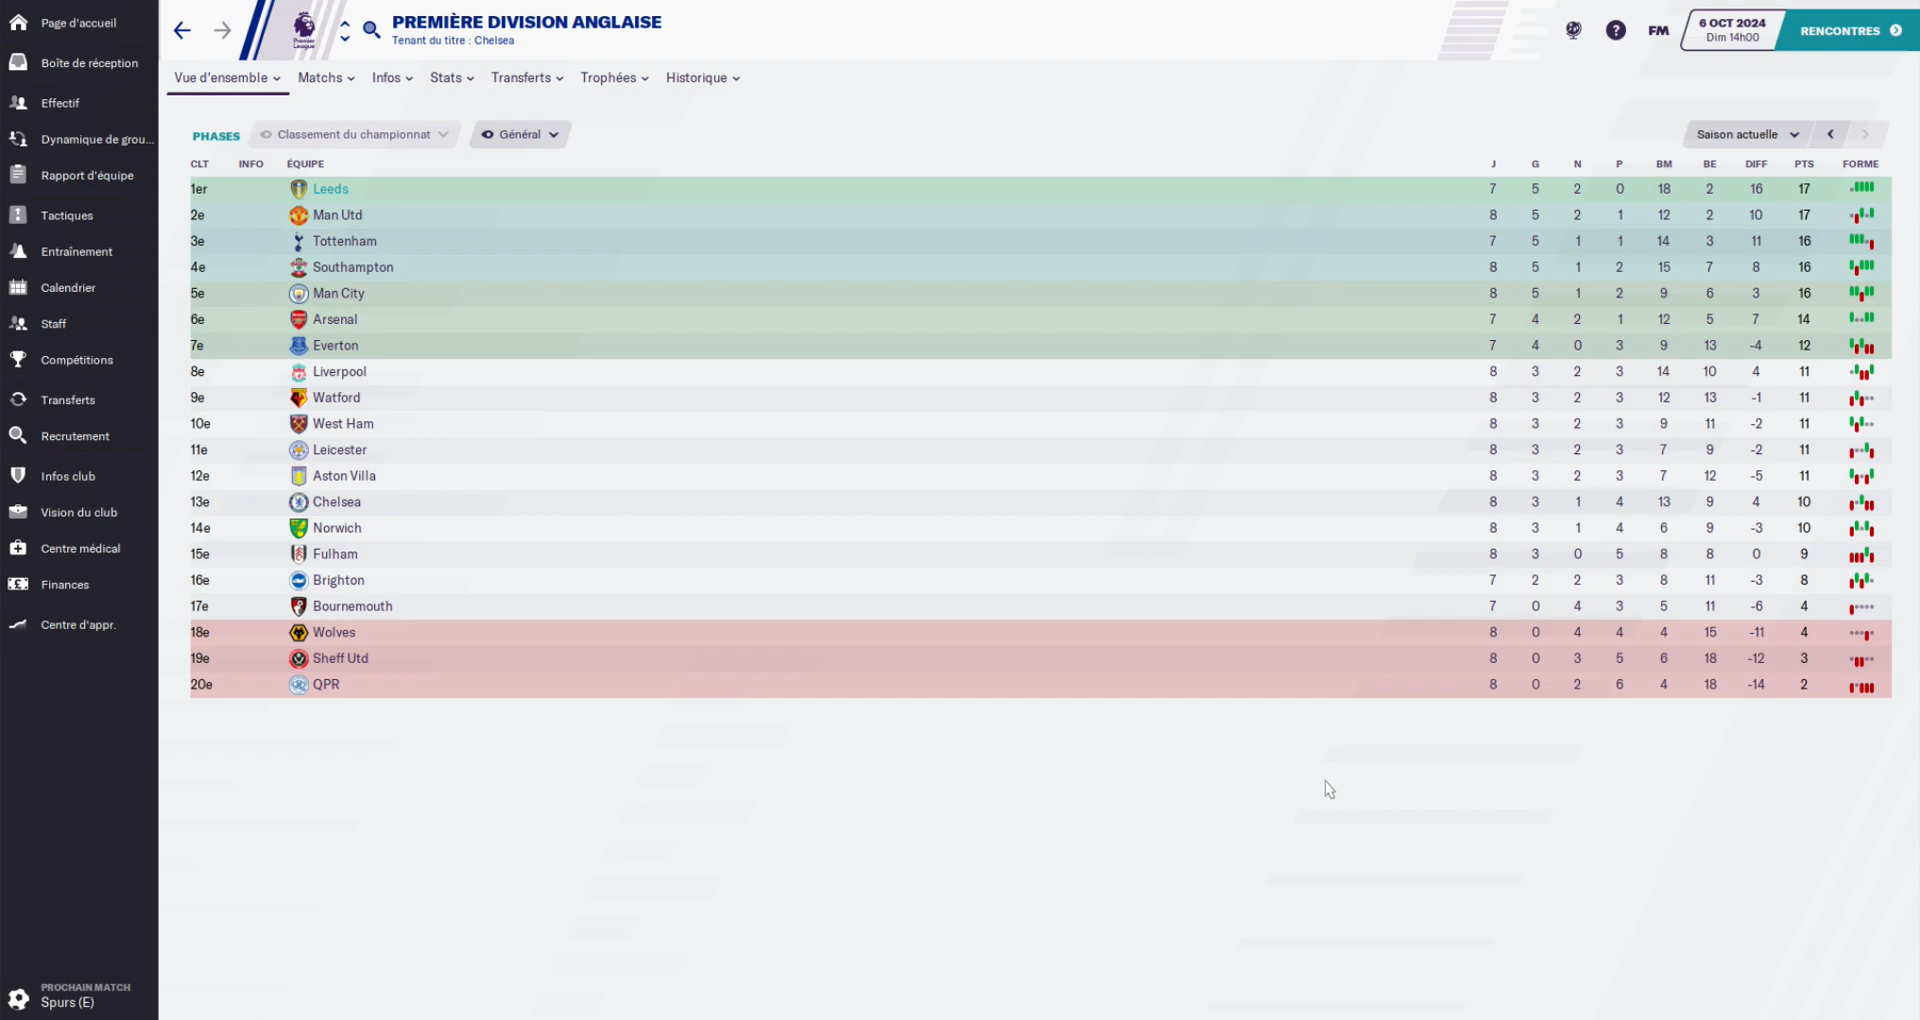 Page d'accueil
Boîte de réception
Effectif
Dynamique de grou...
Rapport d'équipe
Tactiques
Entraînement
Calendrier
Staff
Compétitions
Transferts
Recrutement
Infos club
Vision du club
Centre médical
Finances
Centre d'appr.
PROCHAIN MATCH
Spurs (E)
Premier League
PREMIÈRE DIVISION ANGLAISE
Tenant du titre : Chelsea
FM
6 OCT 2024
Dim 14h00
RENCONTRES
Vue d'ensemble Matchs Infos Stats Transferts Trophées Historique
PHASES Classement du championnat Général Saison actuelle
CLT INFO ÉQUIPE J G N P BM BE DIFF PTS FORME
1er Leeds 7 5 2 0 18 2 16 17
2e Man Utd 8 5 2 1 12 2 10 17
3e Tottenham 7 5 1 1 14 3 11 16
4e Southampton 8 5 1 2 15 7 8 16
5e Man City 8 5 1 2 9 6 3 16
6e Arsenal 7 4 2 1 12 5 7 14
7e Everton 7 4 0 3 9 13 -4 12
8e Liverpool 8 3 2 3 14 10 4 11
9e Watford 8 3 2 3 12 13 -1 11
10e West Ham 8 3 2 3 9 11 -2 11
11e Leicester 8 3 2 3 7 9 -2 11
12e Aston Villa 8 3 2 3 7 12 -5 11
13e Chelsea 8 3 1 4 13 9 4 10
14e Norwich 8 3 1 4 6 9 -3 10
15e Fulham 8 3 0 5 8 8 0 9
16e Brighton 7 2 2 3 8 11 -3 8
17e Bournemouth 7 0 4 3 5 11 -6 4
18e Wolves 8 0 4 4 4 15 -11 4
19e Sheff Utd 8 0 3 5 6 18 -12 3
20e QPR 8 0 2 6 4 18 -14 2